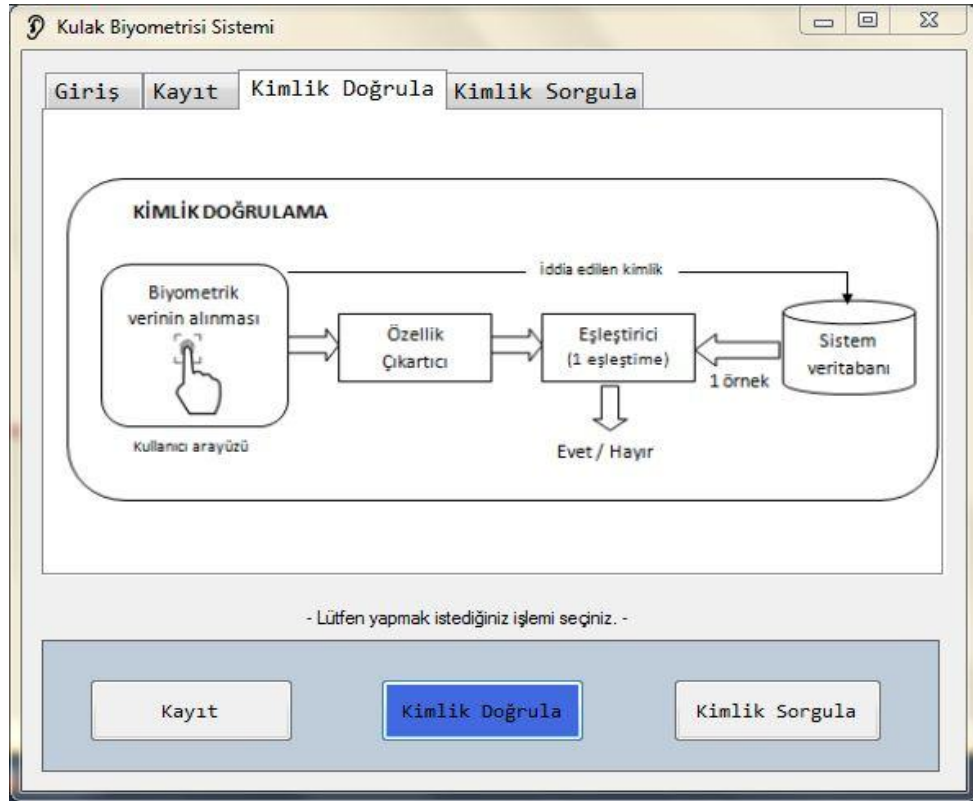 Kulak Biyometrisi Sistemi
Giriş
Kayıt
Kimlik Doğrula
Kimlik Sorgula
KİMLİK DOĞRULAMA
İddia edilen kimlik
Biyometrik
verinin alınması
Özellik
Çıkartıcı
Eşleştirici
(1 eşleştime)
1 örnek
Sistem
veritabanı
Kullanıcı arayüzü
Evet / Hayır
- Lütfen yapmak istediğiniz işlemi seçiniz. -
Kayıt
Kimlik Doğrula
Kimlik Sorgula